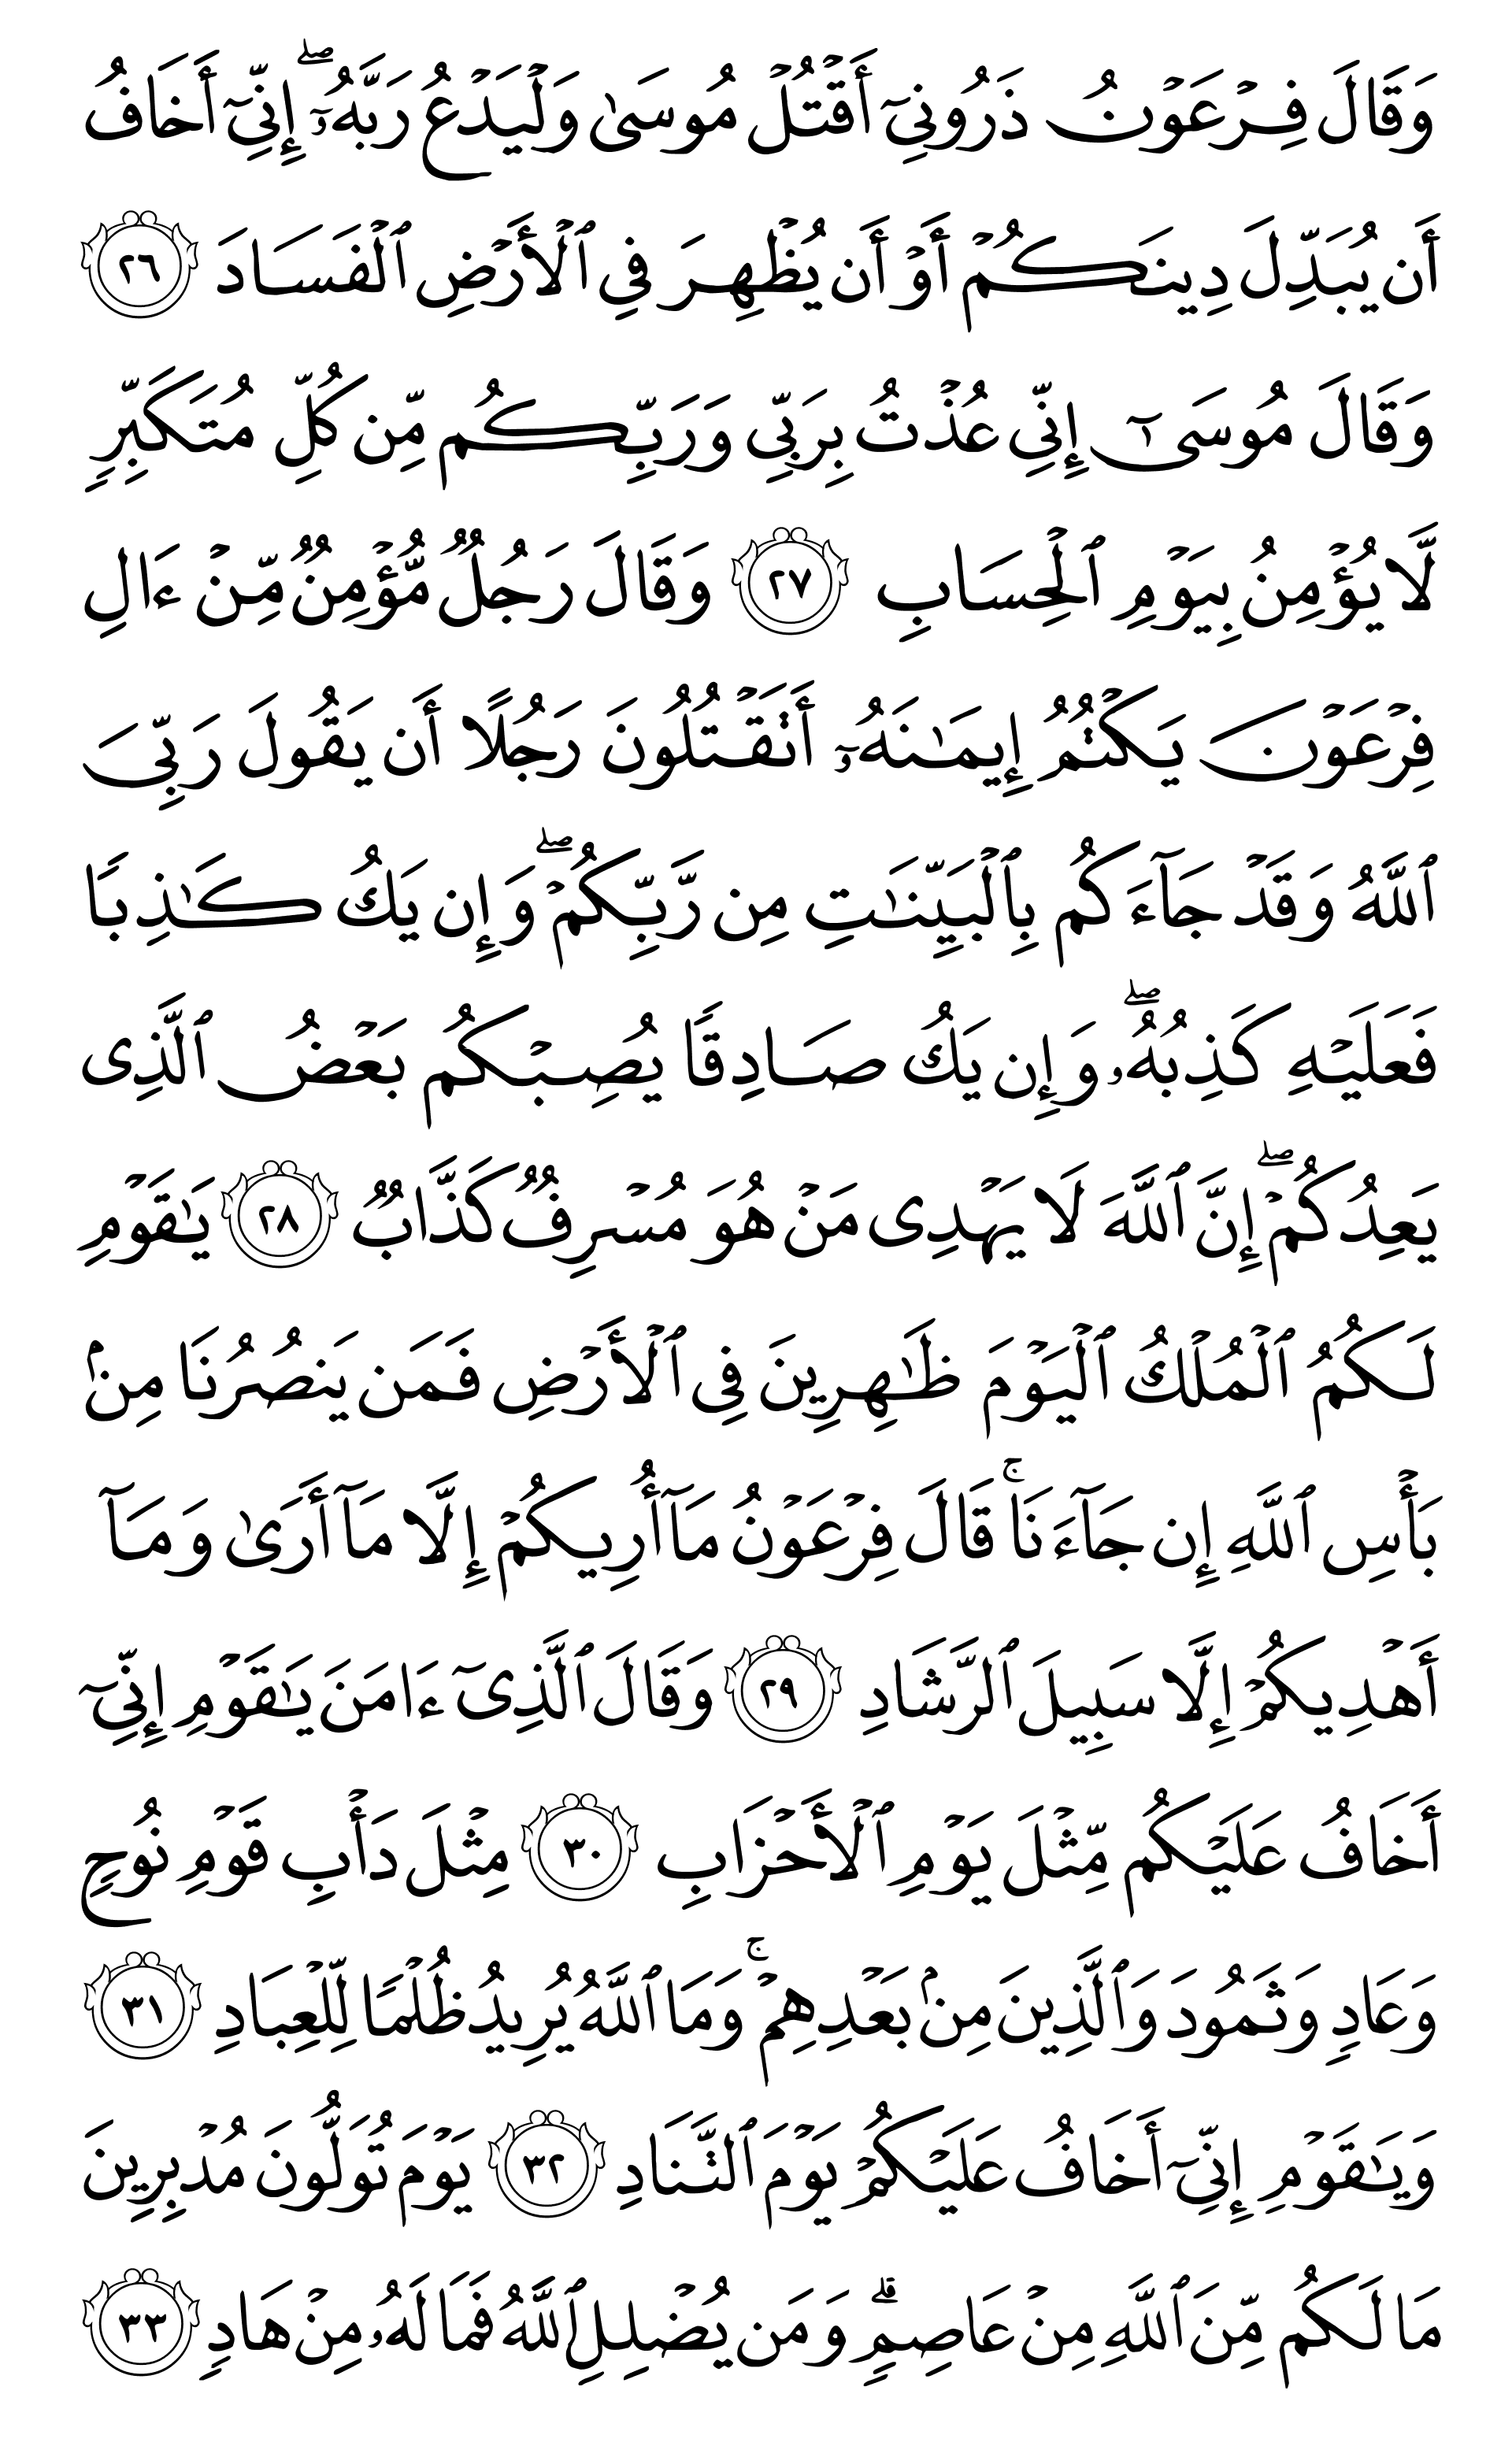 وَقَالَ فِرۡعَوۡنُ ذَرُونِيٓ أَقۡتُلۡ مُوسَىٰ وَلۡيَدۡعُ رَبَّهُۥٓۖ إِنِّيٓ أَخَافُ
أَن يُبَدِّلَ دِينَكُمۡ أَوۡ أَن يُظۡهِرَ فِي ٱلۡأَرۡضِ ٱلۡفَسَادَ ٢٦
وَقَالَ مُوسَىٰٓ إِنِّي عُذۡتُ بِرَبِّي وَرَبِّكُم مِّن كُلِّ مُتَكَبِّرٖ
لَّا يُؤۡمِنُ بِيَوۡمِ ٱلۡحِسَابِ ٢٧ وَقَالَ رَجُلٞ مُّؤۡمِنٞ مِّنۡ ءَالِ
فِرۡعَوۡنَ يَكۡتُمُ إِيمَٰنَهُۥٓ أَتَقۡتُلُونَ رَجُلًا أَن يَقُولَ رَبِّيَ
ٱللَّهُ وَقَدۡ جَآءَكُم بِٱلۡبَيِّنَٰتِ مِن رَّبِّكُمۡۖ وَإِن يَكُ كَٰذِبٗا
فَعَلَيۡهِ كَذِبُهُۥۖ وَإِن يَكُ صَادِقٗا يُصِبۡكُم بَعۡضُ ٱلَّذِي
يَعِدُكُمۡۖ إِنَّ ٱللَّهَ لَا يَهۡدِي مَنۡ هُوَ مُسۡرِفٞ كَذَّابٞ ٢٨ يَٰقَوۡمِ
لَكُمُ ٱلۡمُلۡكُ ٱلۡيَوۡمَ ظَٰهِرِينَ فِي ٱلۡأَرۡضِ فَمَن يَنصُرُنَا مِنۢ
بَأۡسِ ٱللَّهِ إِن جَآءَنَاۚ قَالَ فِرۡعَوۡنُ مَآ أُرِيكُمۡ إِلَّا مَآ أَرَىٰ وَمَآ
أَهۡدِيكُمۡ إِلَّا سَبِيلَ ٱلرَّشَادِ ٢٩ وَقَالَ ٱلَّذِيٓ ءَامَنَ يَٰقَوۡمِ إِنِّيٓ
أَخَافُ عَلَيۡكُم مِّثۡلَ يَوۡمِ ٱلۡأَحۡزَابِ ٣٠ مِثۡلَ دَأۡبِ قَوۡمِ نُوحٖ
وَعَادٖ وَثَمُودَ وَٱلَّذِينَ مِنۢ بَعۡدِهِمۡۚ وَمَا ٱللَّهُ يُرِيدُ ظُلۡمٗا لِّلۡعِبَادِ ٣١
وَيَٰقَوۡمِ إِنِّيٓ أَخَافُ عَلَيۡكُمۡ يَوۡمَ ٱلتَّنَادِ ٣٢ يَوۡمَ تُوَلُّونَ مُدۡبِرِينَ
مَا لَكُم مِّنَ ٱللَّهِ مِنۡ عَاصِمٖۗ وَمَن يُضۡلِلِ ٱللَّهُ فَمَا لَهُۥ مِنۡ هَادٖ ٣٣